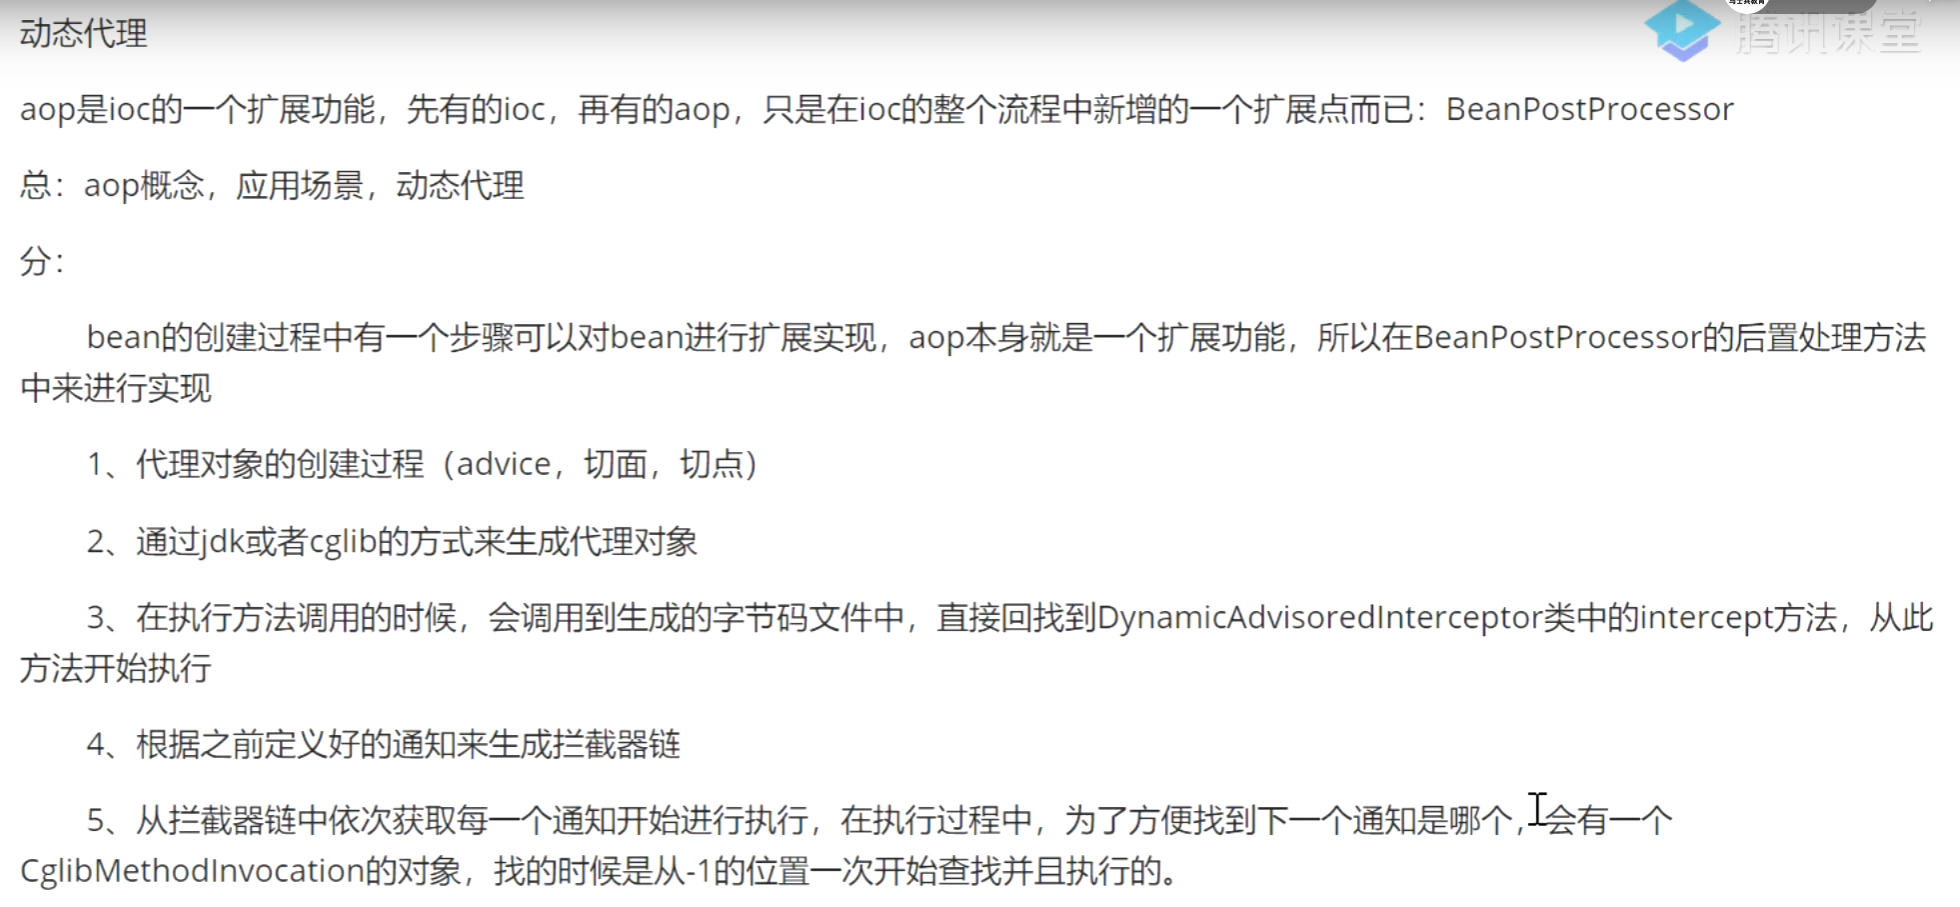 动态代理
腾讯课堂
aop是ioc的一个扩展功能，先有的ioc，再有的aop，只是在ioc的整个流程中新增的一个扩展点而已：BeanPostProcessor
总：aop概念，应用场景，动态代理
分：
bean的创建过程中有一个步骤可以对bean进行扩展实现，aop本身就是一个扩展功能，所以在BeanPostProcessor的后置处理方法
中来进行实现
1、代理对象的创建过程（advice，切面，切点）
2、通过jdk或者cglib的方式来生成代理对象
3、在执行方法调用的时候，会调用到生成的字节码文件中，直接回找到DynamicAdvisoredInterceptor类中的intercept方法，从此
方法开始执行
4、根据之前定义好的通知来生成拦截器链
5、从拦截器链中依次获取每一个通知开始进行执行，在执行过程中，为了方便找到下一个通知是哪个，会有一个
CglibMethodInvocation的对象，找的时候是从-1的位置一次开始查找并且执行的。